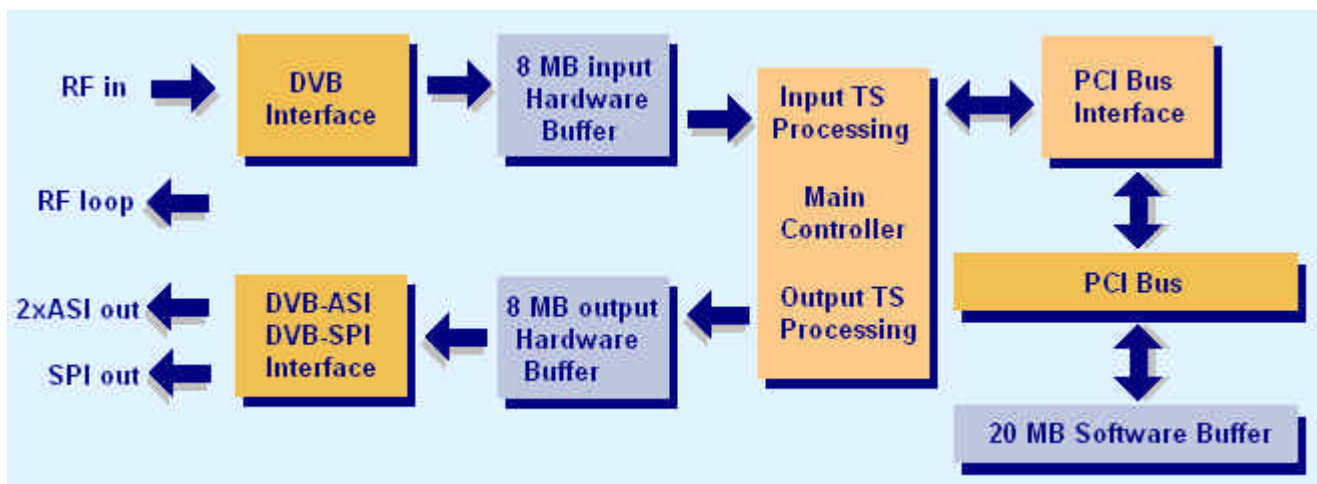 RF in
DVB
Interface
8 MB input
Hardware
Buffer
Input TS
Processing
Main
Controller
Output TS
Processing
PCI Bus
Interface
RF loop
2xASI out
SPI out
DVB-ASI
DVB-SPI
Interface
8 MB output
Hardware
Buffer
PCI Bus
20 MB Software Buffer